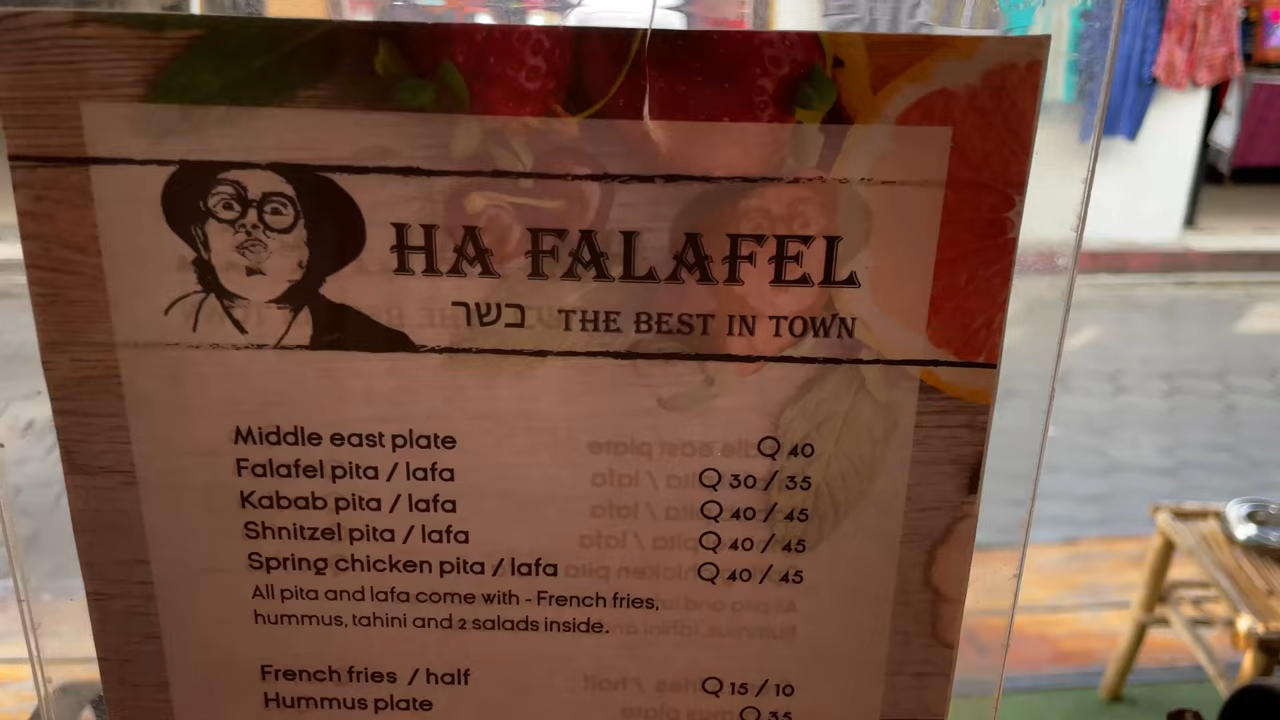 HA FALAFEL
כשר THE BEST IN TOWN
Middle east plate Q 40
Falafel pita / lafa Q 30 / 35
Kabab pita / lafa Q 40 / 45
Shnitzel pita / lafa Q 40 / 45
Spring chicken pita / lafa Q 40 / 45
All pita and lafa come with - French fries,
hummus, tahini and 2 salads inside.
French fries / half Q 15 / 10
Hummus plate Q 35